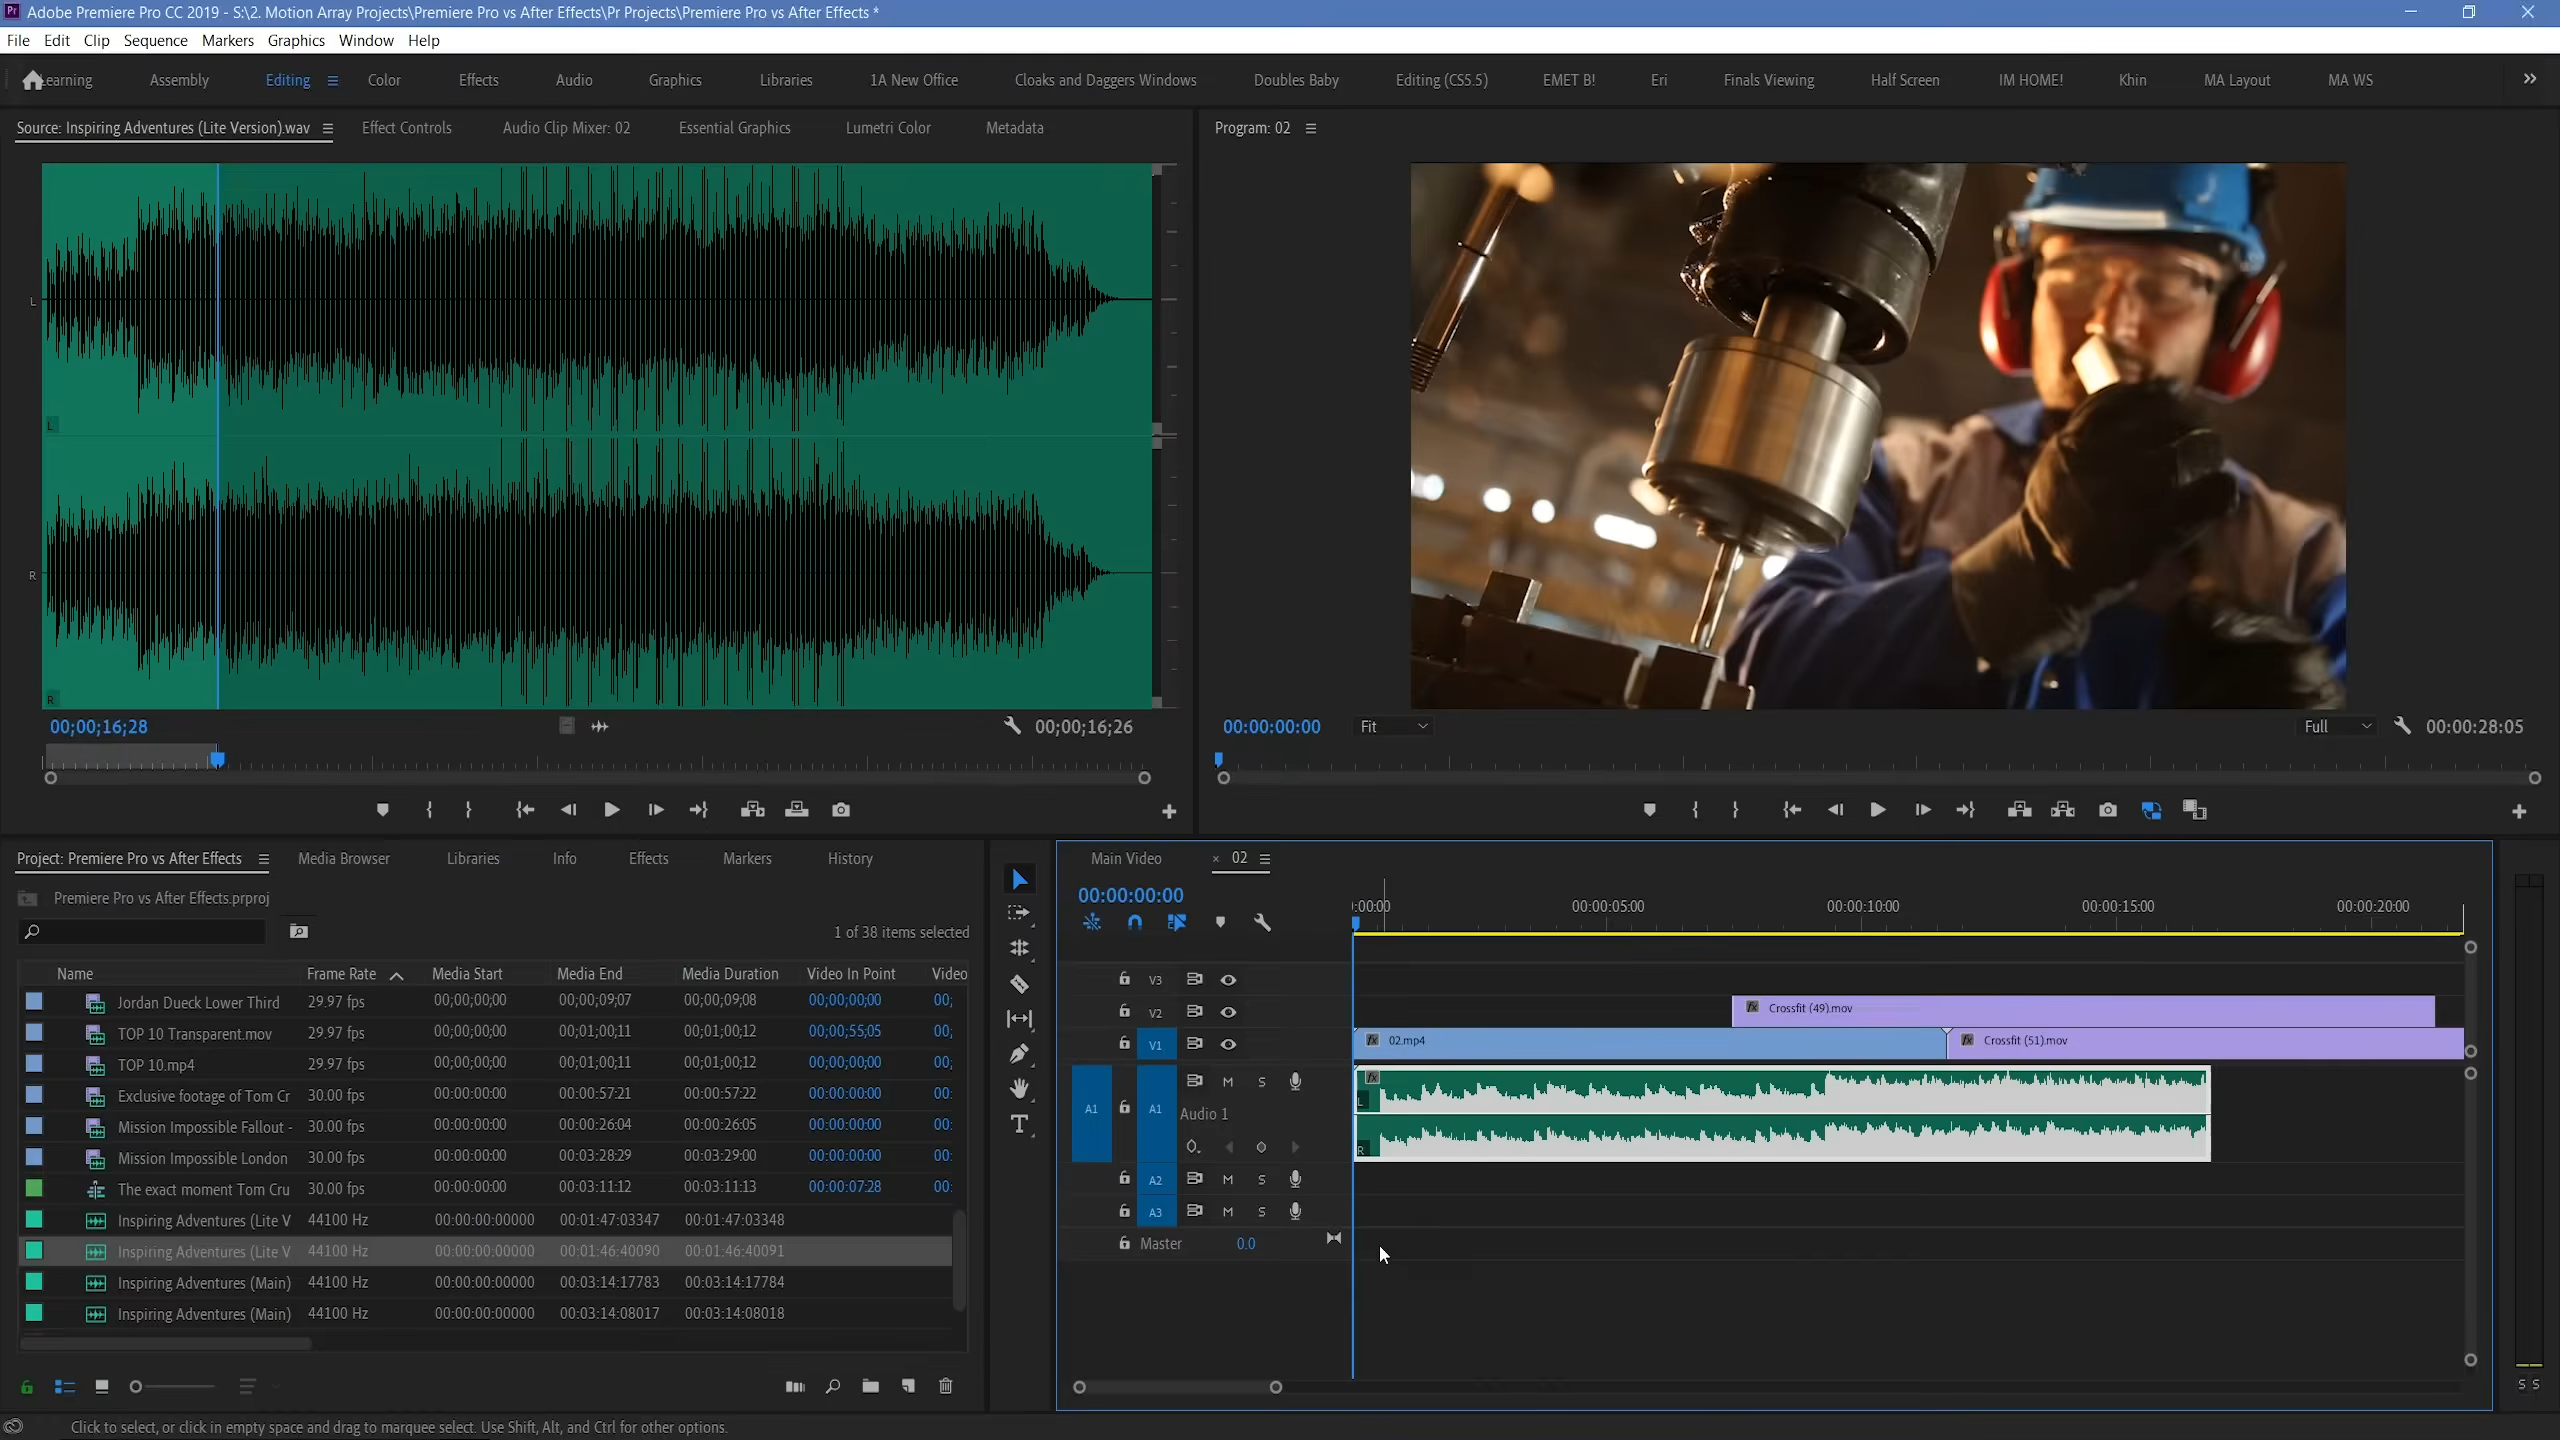 Pr Adobe Premiere Pro CC 2019 - S:\2. Motion Array Projects\Premiere Pro vs After Effects\Pr Projects\Premiere Pro vs After Effects *
File Edit Clip Sequence Markers Graphics Window Help
earning Assembly Editing Color Effects Audio Graphics Libraries 1A New Office Cloaks and Daggers Windows Doubles Baby Editing (CS5.5) EMET B! Eri Finals Viewing Half Screen IM HOME! Khin MA Layout MA WS
Source: Inspiring Adventures (Lite Version).wav Effect Controls Audio Clip Mixer: 02 Essential Graphics Lumetri Color Metadata
Program: 02
L
L
R
R
00;00;16;28 00;00;16;26
00:00:00:00 Fit Full 00:00:28:05
Project: Premiere Pro vs After Effects Media Browser Libraries Info Effects Markers History
Premiere Pro vs After Effects.prproj
1 of 38 items selected
Name Frame Rate Media Start Media End Media Duration Video In Point Video
Jordan Dueck Lower Third 29.97 fps 00;00;00;00 00;00;09;07 00;00;09;08 00;00;00;00 00;
TOP 10 Transparent.mov 29.97 fps 00;00;00;00 00;01;00;11 00;01;00;12 00;00;55;05 00;
TOP 10.mp4 29.97 fps 00;00;00;00 00;01;00;11 00;01;00;12 00;00;00;00 00;
Exclusive footage of Tom Cr 30.00 fps 00:00:00:00 00:00:57:21 00:00:57:22 00:00:00:00 00:
Mission Impossible Fallout - 30.00 fps 00:00:00:00 00:00:26:04 00:00:26:05 00:00:00:00 00:
Mission Impossible London 30.00 fps 00:00:00:00 00:03:28:29 00:03:29:00 00:00:00:00 00:
The exact moment Tom Cru 30.00 fps 00:00:00:00 00:03:11:12 00:03:11:13 00:00:07:28 00:
Inspiring Adventures (Lite V 44100 Hz 00:00:00:00000 00:01:47:03347 00:01:47:03348
Inspiring Adventures (Lite V 44100 Hz 00:00:00:00000 00:01:46:40090 00:01:46:40091
Inspiring Adventures (Main) 44100 Hz 00:00:00:00000 00:03:14:17783 00:03:14:17784
Inspiring Adventures (Main) 44100 Hz 00:00:00:00000 00:03:14:08017 00:03:14:08018
T
Main Video × 02
00:00:00:00
:00:00 00:00:05:00 00:00:10:00 00:00:15:00 00:00:20:00
V3
V2 fx Crossfit (49).mov
V1 fx 02.mp4 fx Crossfit (51).mov
A1 A1 M S fx
Audio 1
L
R
A2 M S
A3 M S
Master 0.0
S S
Click to select, or click in empty space and drag to marquee select. Use Shift, Alt, and Ctrl for other options.